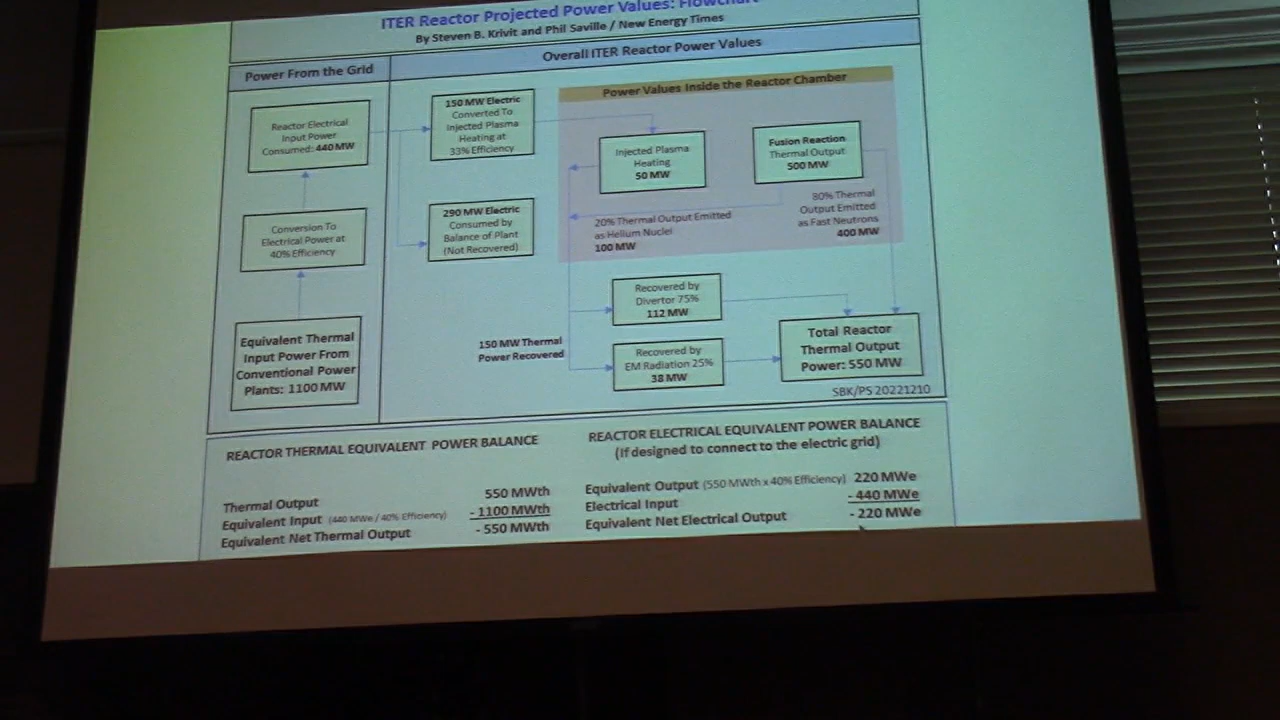 ITER Reactor Projected Power Values: Flowchart
By Steven B. Krivit and Phil Saville / New Energy Times
Power From the Grid
Overall ITER Reactor Power Values
Reactor Electrical
Input Power
Consumed: 440 MW
Conversion To
Electrical Power at
40% Efficiency
Equivalent Thermal
Input Power From
Conventional Power
Plants: 1100 MW
150 MW Electric
Converted To
Injected Plasma
Heating at
33% Efficiency
290 MW Electric
Consumed by
Balance of Plant
(Not Recovered)
Power Values Inside the Reactor Chamber
Injected Plasma
Heating
50 MW
Fusion Reaction
Thermal Output
500 MW
20% Thermal Output Emitted
as Helium Nuclei
100 MW
80% Thermal
Output Emitted
as Fast Neutrons
400 MW
150 MW Thermal
Power Recovered
Recovered by
Divertor 75%
112 MW
Recovered by
EM Radiation 25%
38 MW
Total Reactor
Thermal Output
Power: 550 MW
SBK/PS 20221210
REACTOR THERMAL EQUIVALENT POWER BALANCE
Thermal Output 550 MWth
Equivalent Input (440 MWe / 40% Efficiency) - 1100 MWth
Equivalent Net Thermal Output - 550 MWth
REACTOR ELECTRICAL EQUIVALENT POWER BALANCE
(If designed to connect to the electric grid)
Equivalent Output (550 MWth x 40% Efficiency) 220 MWe
Electrical Input - 440 MWe
Equivalent Net Electrical Output - 220 MWe